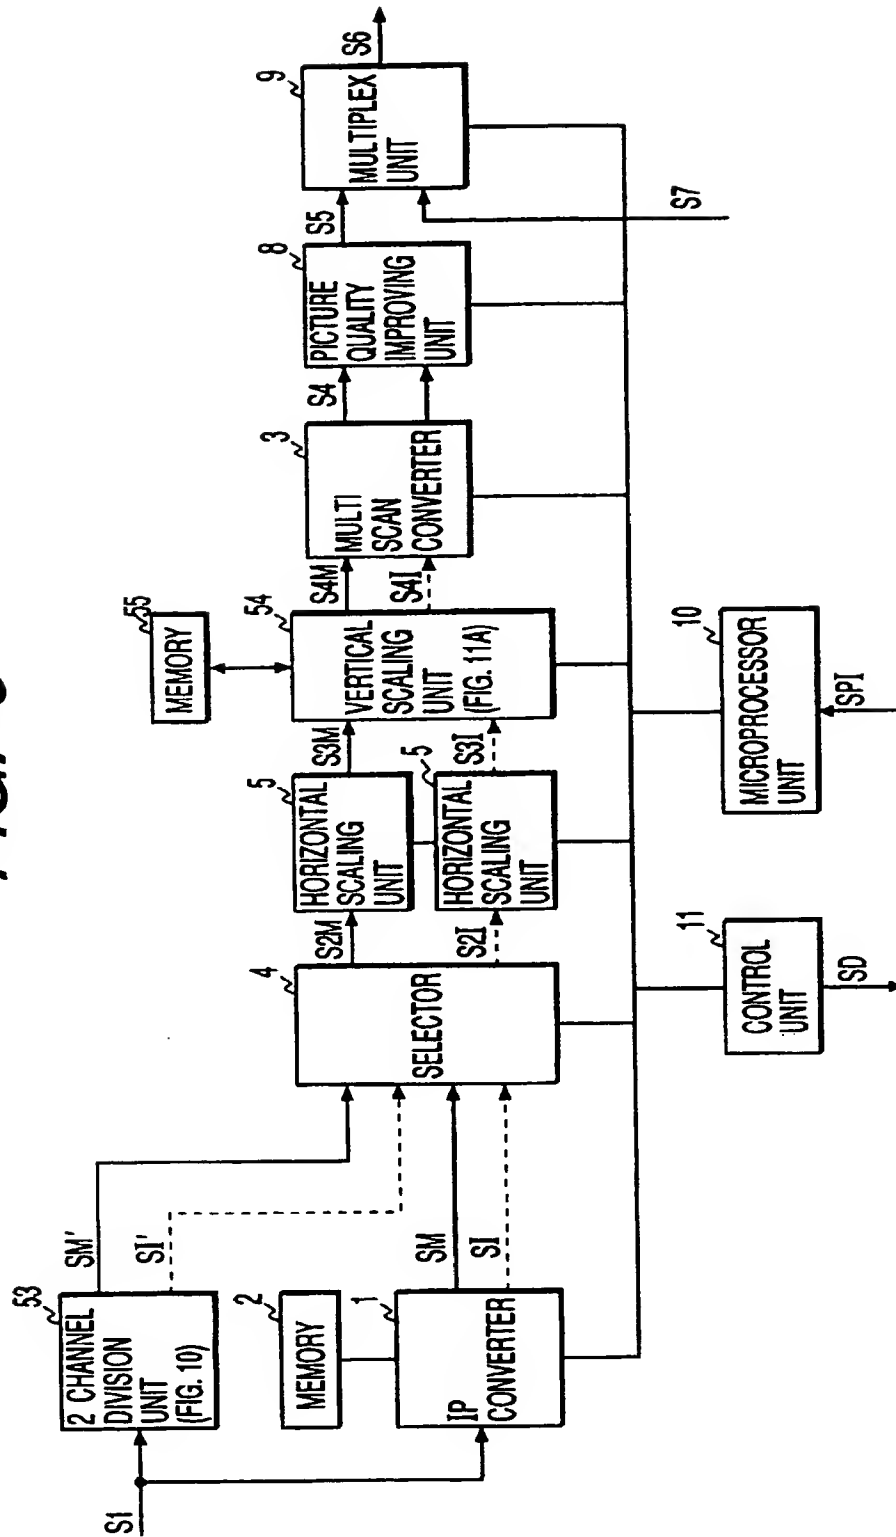 S1
53
2 CHANNEL
DIVISION
UNIT
(FIG. 10)
SM'
SI'
2
MEMORY
1
IP
CONVERTER
SM
SI
4
SELECTOR
S2M
S2I
5
HORIZONTAL
SCALING
UNIT
5
HORIZONTAL
SCALING
UNIT
S3M
S3I
55
MEMORY
54
VERTICAL
SCALING
UNIT
(FIG. 11A)
S4M
S4I
3
MULTI
SCAN
CONVERTER
S4
8
PICTURE
QUALITY
IMPROVING
UNIT
S5
9
MULTIPLEX
UNIT
S6
S7
11
CONTROL
UNIT
SD
10
MICROPROCESSOR
UNIT
SPI